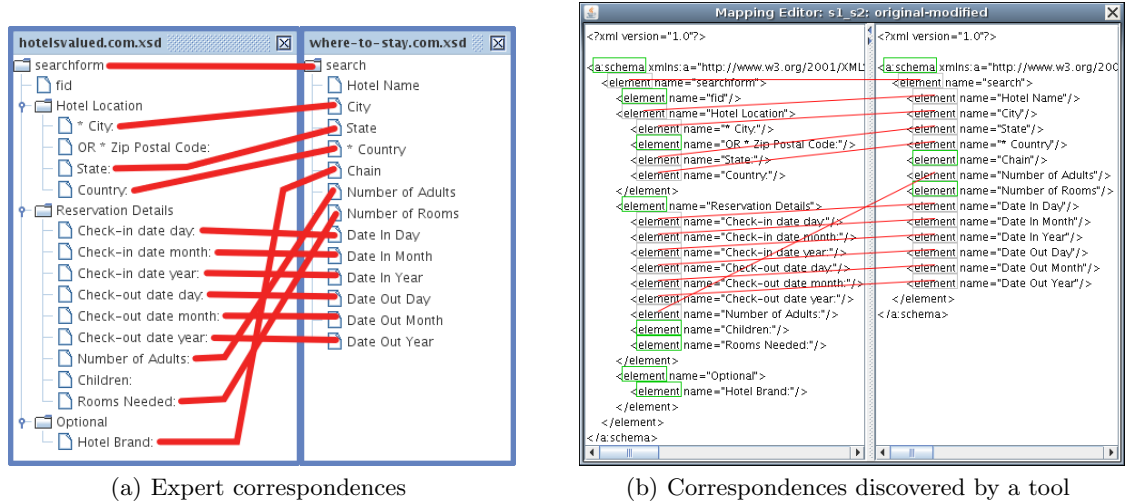 hotelsvalued.com.xsd
searchform
fid
Hotel Location
* City:
OR * Zip Postal Code:
State:
Country:
Reservation Details
Check-in date day:
Check-in date month:
Check-in date year:
Check-out date day:
Check-out date month:
Check-out date year:
Number of Adults:
Children:
Rooms Needed:
Optional
Hotel Brand:
where-to-stay.com.xsd
search
Hotel Name
City
State
* Country
Chain
Number of Adults
Number of Rooms
Date In Day
Date In Month
Date In Year
Date Out Day
Date Out Month
Date Out Year
(a) Expert correspondences
Mapping Editor: s1_s2: original-modified
<?xml version="1.0"?>
<a:schema xmlns:a="http://www.w3.org/2001/XML
<element name="searchform">
<element name="fid"/>
<element name="Hotel Location">
<element name="* City:"/>
<element name="OR * Zip Postal Code:"/>
<element name="State:"/>
<element name="Country:"/>
</element>
<element name="Reservation Details">
<element name="Check-in date day:"/>
<element name="Check-in date month:"/>
<element name="Check-in date year:"/>
<element name="Check-out date day:"/>
<element name="Check-out date month:"/>
<element name="Check-out date year:"/>
<element name="Number of Adults:"/>
<element name="Children:"/>
<element name="Rooms Needed:"/>
</element>
<element name="Optional">
<element name="Hotel Brand:"/>
</element>
</element>
</a:schema>
<?xml version="1.0"?>
<a:schema xmlns:a="http://www.w3.org/200
<element name="search">
<element name="Hotel Name"/>
<element name="City"/>
<element name="State"/>
<element name="* Country"/>
<element name="Chain"/>
<element name="Number of Adults"/>
<element name="Number of Rooms"/>
<element name="Date In Day"/>
<element name="Date In Month"/>
<element name="Date In Year"/>
<element name="Date Out Day"/>
<element name="Date Out Month"/>
<element name="Date Out Year"/>
</element>
</a:schema>
(b) Correspondences discovered by a tool